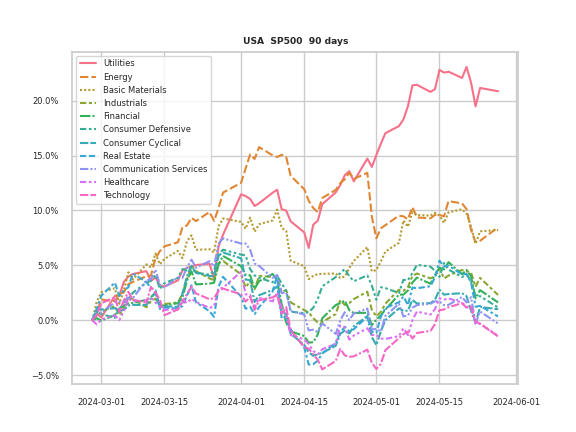 USA SP500 90 days
Utilities
Energy
Basic Materials
Industrials
Financial
Consumer Defensive
Consumer Cyclical
Real Estate
Communication Services
Healthcare
Technology
20.0%
15.0%
10.0%
5.0%
0.0%
−5.0%
2024-03-01 2024-03-15 2024-04-01 2024-04-15 2024-05-01 2024-05-15 2024-06-01